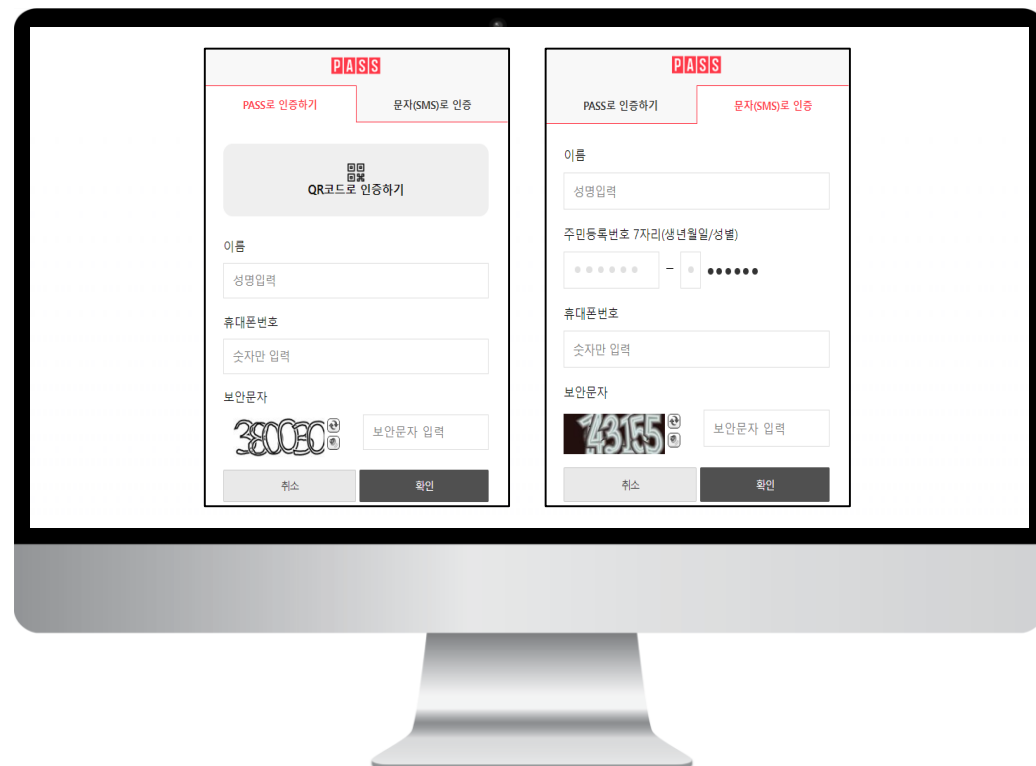 PASS
PASS로 인증하기 문자(SMS)로 인증
QR코드로 인증하기
이름
성명입력
휴대폰번호
숫자만 입력
보안문자
380030 보안문자 입력
취소 확인
PASS
PASS로 인증하기 문자(SMS)로 인증
이름
성명입력
주민등록번호 7자리(생년월일/성별)
–
휴대폰번호
숫자만 입력
보안문자
보안문자 입력
취소 확인